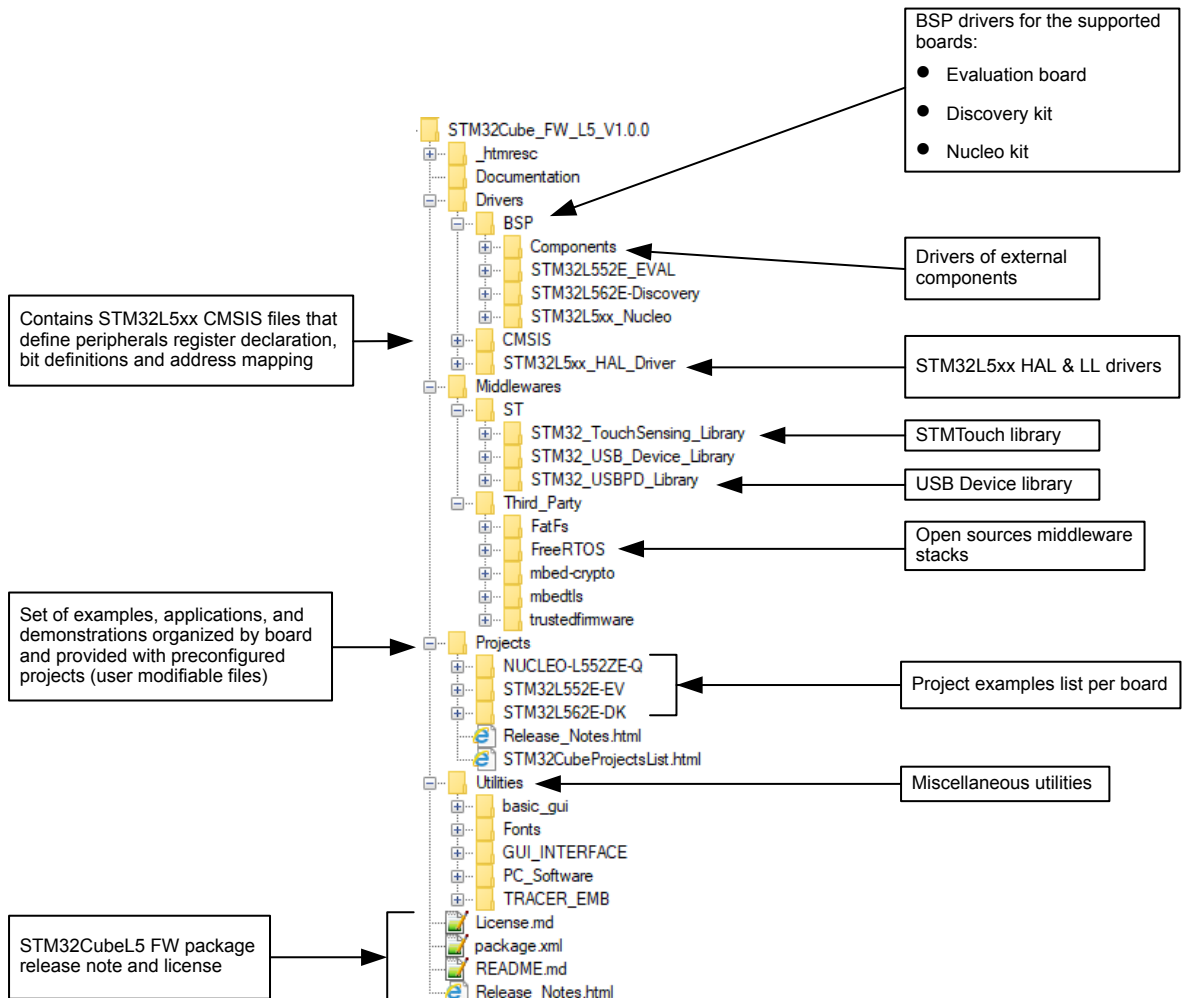 BSP drivers for the supported
boards:
● Evaluation board
● Discovery kit
● Nucleo kit
STM32Cube_FW_L5_V1.0.0
_htmresc
Documentation
Drivers
BSP
Components
STM32L552E_EVAL
STM32L562E-Discovery
STM32L5xx_Nucleo
CMSIS
STM32L5xx_HAL_Driver
Middlewares
ST
STM32_TouchSensing_Library
STM32_USB_Device_Library
STM32_USBPD_Library
Third_Party
FatFs
FreeRTOS
mbed-crypto
mbedtls
trustedfirmware
Projects
NUCLEO-L552ZE-Q
STM32L552E-EV
STM32L562E-DK
Release_Notes.html
STM32CubeProjectsList.html
Utilities
basic_gui
Fonts
GUI_INTERFACE
PC_Software
TRACER_EMB
License.md
package.xml
README.md
Release_Notes.html
Drivers of external
components
Contains STM32L5xx CMSIS files that
define peripherals register declaration,
bit definitions and address mapping
STM32L5xx HAL & LL drivers
STMTouch library
USB Device library
Open sources middleware
stacks
Set of examples, applications, and
demonstrations organized by board
and provided with preconfigured
projects (user modifiable files)
Project examples list per board
Miscellaneous utilities
STM32CubeL5 FW package
release note and license